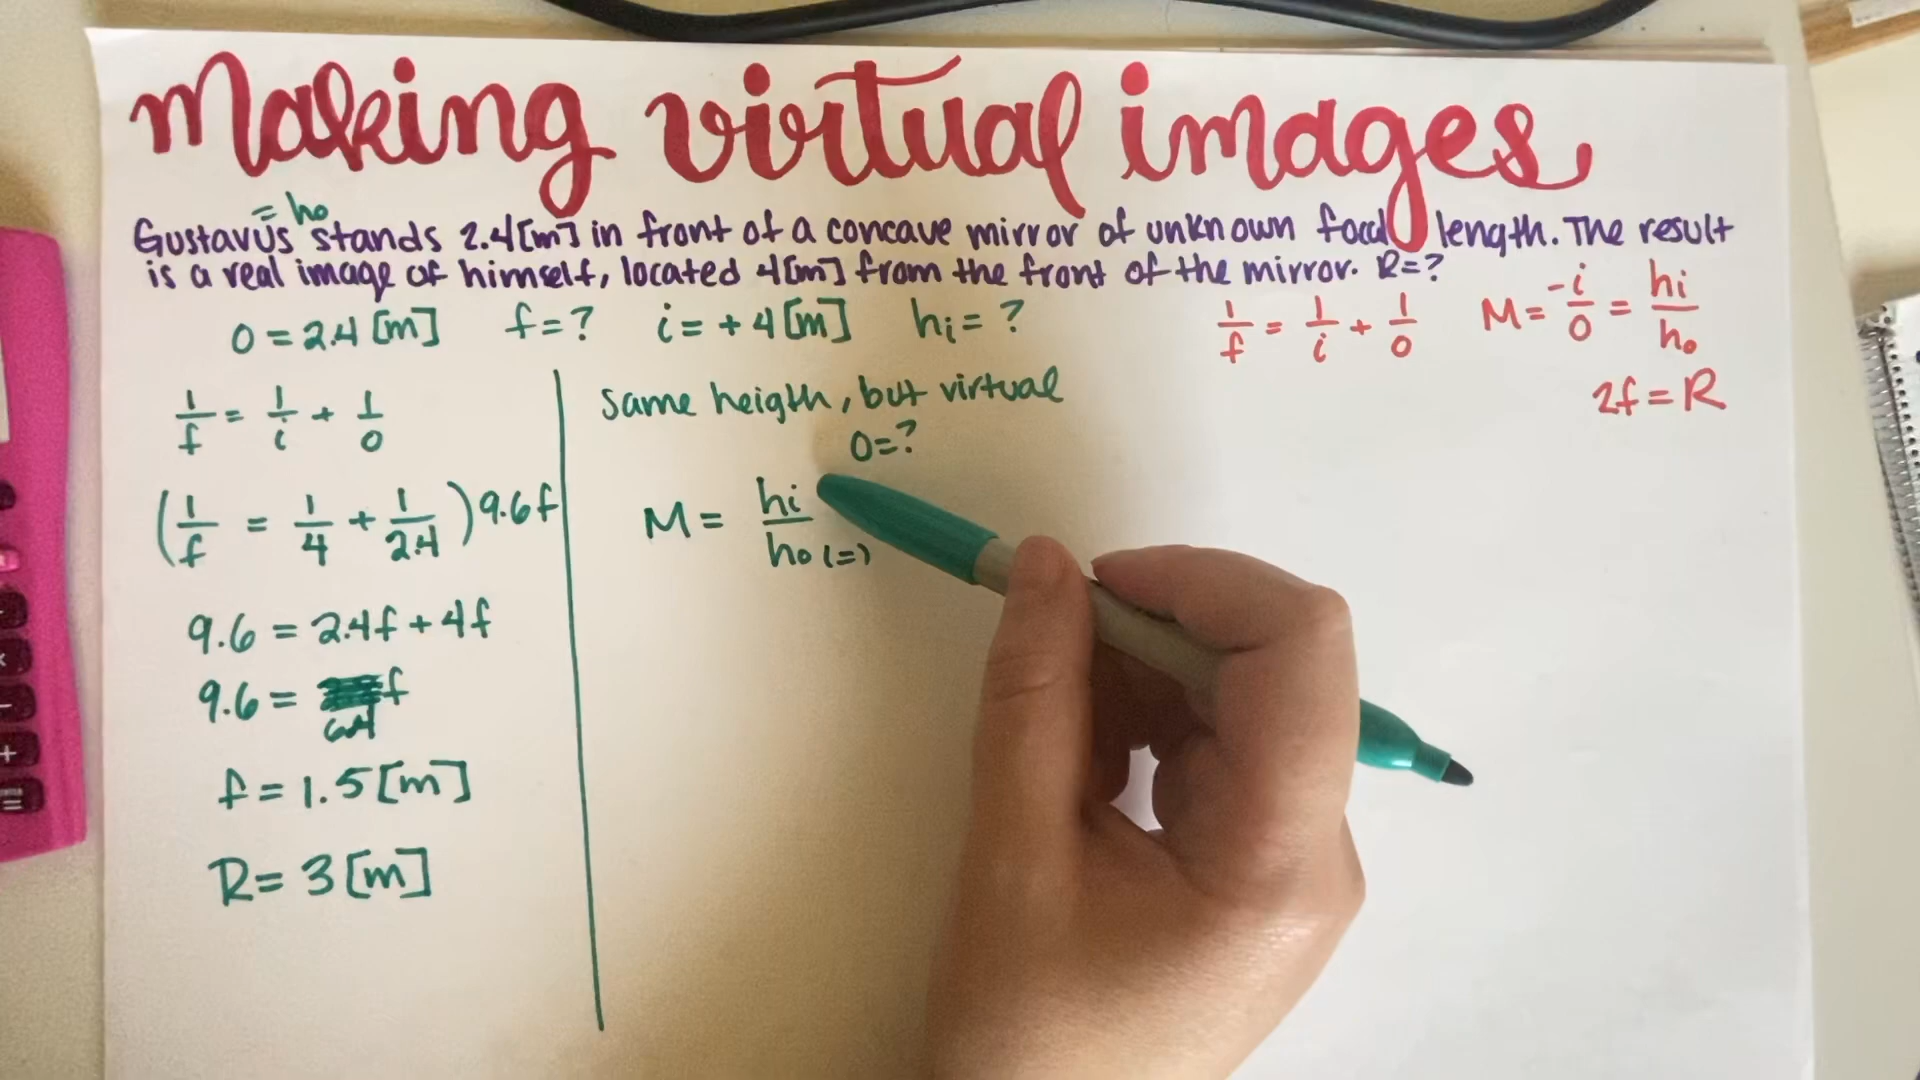 Making virtual images
= ho
Gustavus stands 2.4[m] in front of a concave mirror of unknown focal length. The result
is a real image of himself, located 4[m] from the front of the mirror. R=?
o = 2.4 [m] f = ? i = + 4 [m] hi = ?
1/f = 1/i + 1/o
M = -i/o = hi/ho
2f = R
1/f = 1/i + 1/o
(1/f = 1/4 + 1/2.4) 9.6f
9.6 = 2.4f + 4f
9.6 = 6.4 f
f = 1.5 [m]
R = 3 [m]
Same heigth, but virtual
o=?
M = hi/ho (=)
×
−
+
=